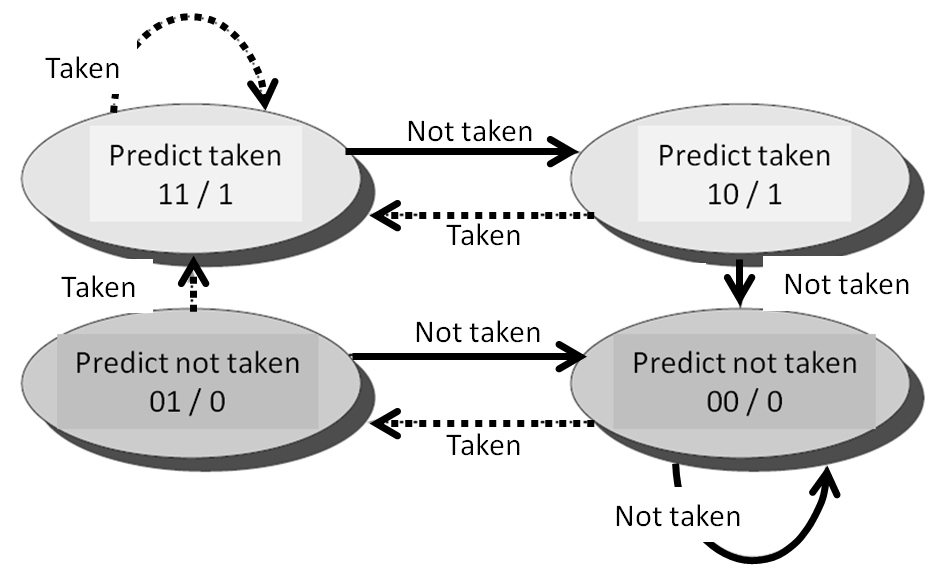 Taken
Not taken
Predict taken
11 / 1
Predict taken
10 / 1
Taken
Taken
Not taken
Not taken
Predict not taken
01 / 0
Predict not taken
00 / 0
Taken
Not taken